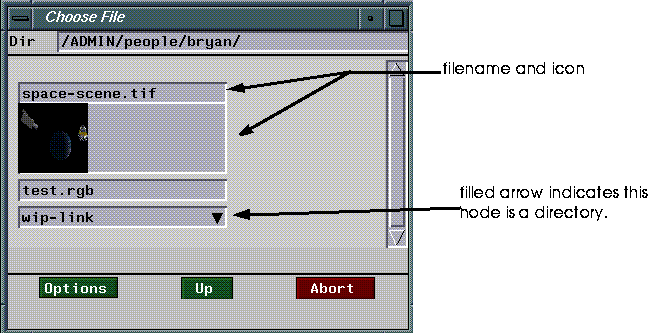 Choose File
Dir /ADMIN/people/bryan/
filename and icon
space-scene.tif
test.rgb
filled arrow indicates this
node is a directory.
wip-link
Options Up Abort